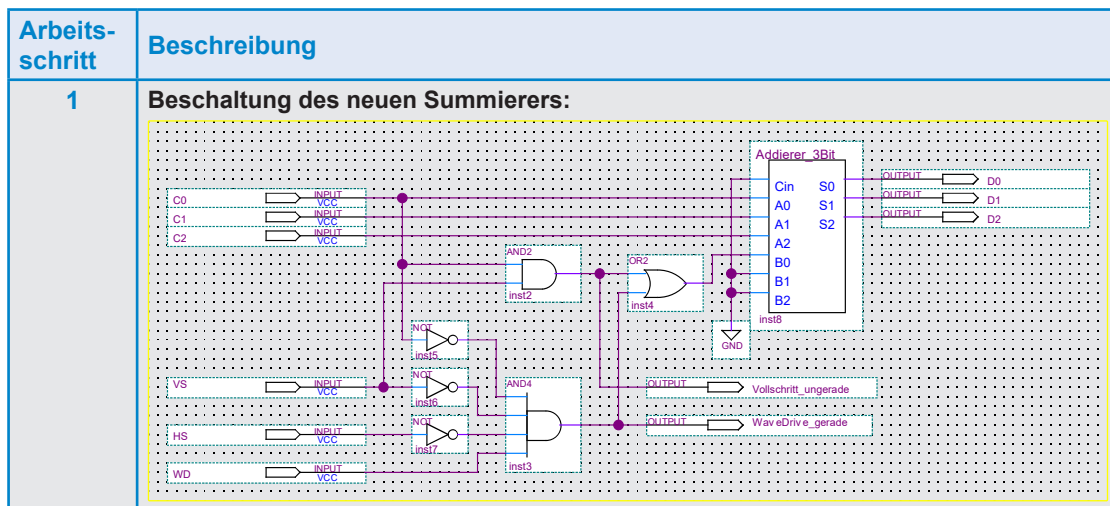 Arbeits-
schritt
Beschreibung
1
Beschaltung des neuen Summierers:
Addierer_3Bit
Cin S0
A0 S1
A1 S2
A2
B0
B1
B2
inst8
OUTPUT D0
OUTPUT D1
OUTPUT D2
C0 INPUT VCC
C1 INPUT VCC
C2 INPUT VCC
AND2
inst2
OR2
inst4
GND
NOT
inst5
VS INPUT VCC
NOT
inst6
AND4
inst3
OUTPUT Vollschritt_ungerade
OUTPUT WaveDrive_gerade
HS INPUT VCC
NOT
inst7
WD INPUT VCC